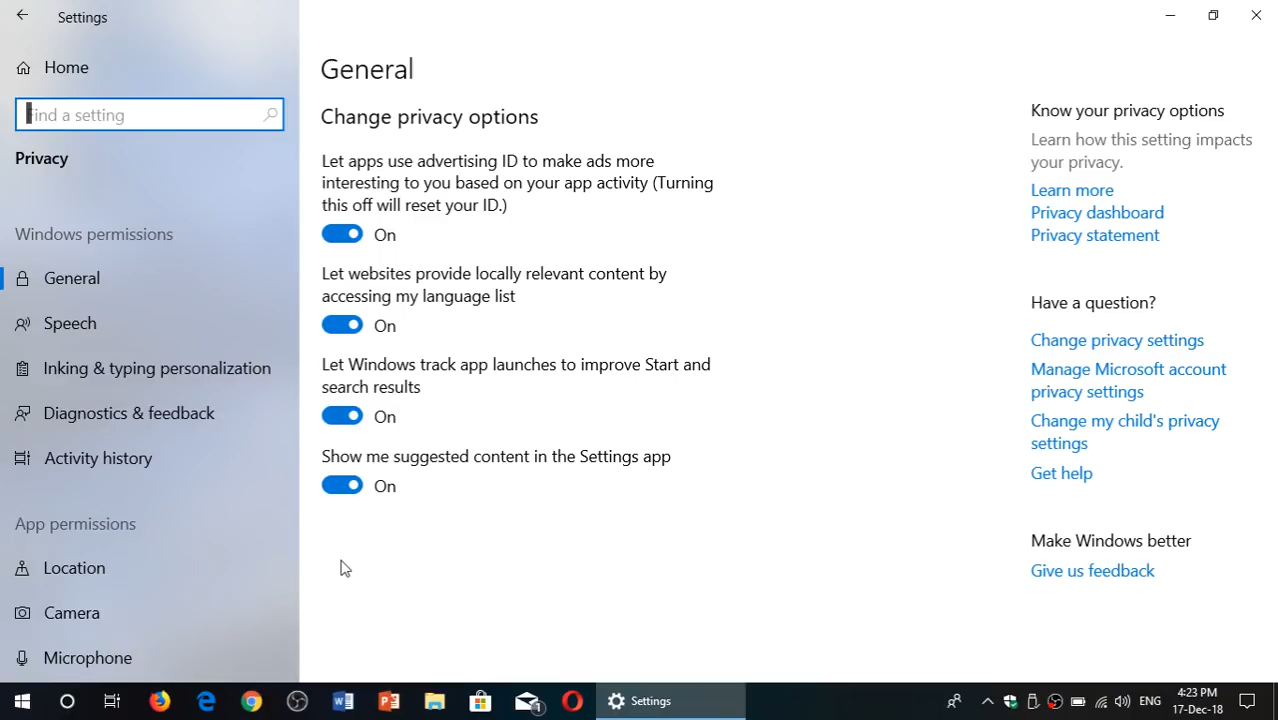 Settings
Home
Find a setting
Privacy
Windows permissions
General
Speech
Inking & typing personalization
Diagnostics & feedback
Activity history
App permissions
Location
Camera
Microphone
General
Change privacy options
Let apps use advertising ID to make ads more
interesting to you based on your app activity (Turning
this off will reset your ID.)
On
Let websites provide locally relevant content by
accessing my language list
On
Let Windows track app launches to improve Start and
search results
On
Show me suggested content in the Settings app
On
Know your privacy options
Learn how this setting impacts
your privacy.
Learn more
Privacy dashboard
Privacy statement
Have a question?
Change privacy settings
Manage Microsoft account
privacy settings
Change my child's privacy
settings
Get help
Make Windows better
Give us feedback
1
Settings
ENG
4:23 PM
17-Dec-18